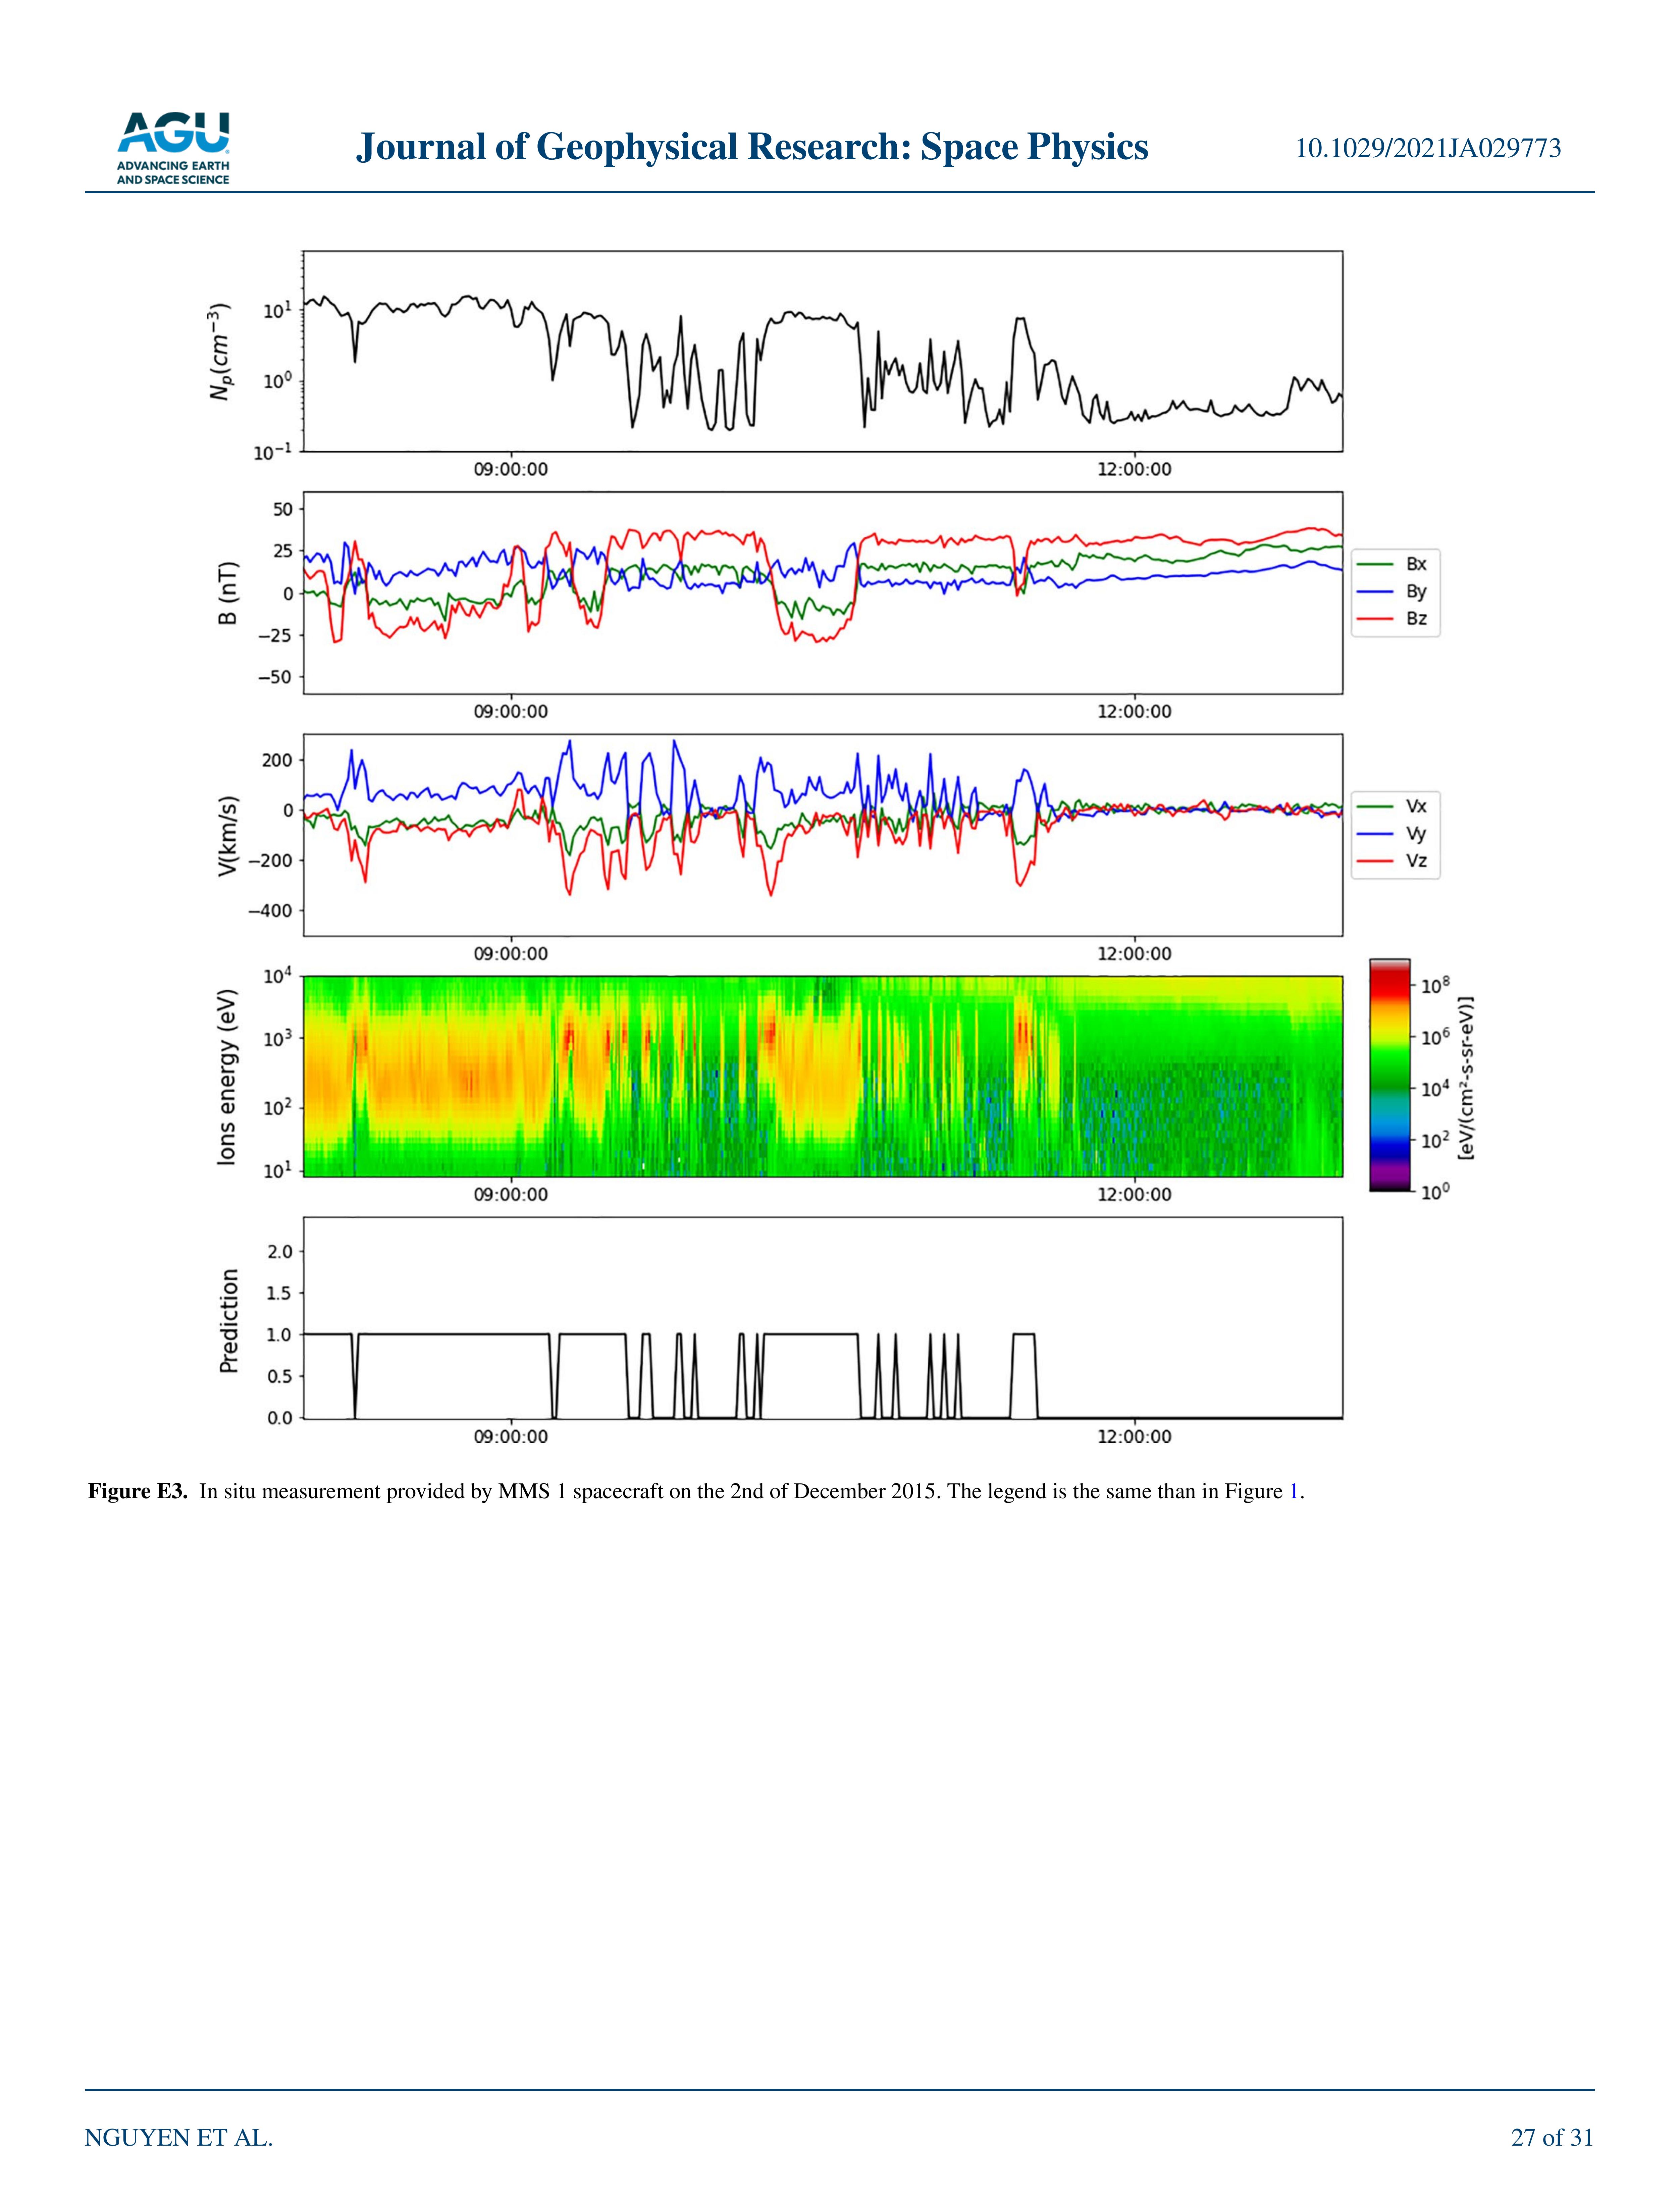 AGU
ADVANCING EARTH
AND SPACE SCIENCE
Journal of Geophysical Research: Space Physics
10.1029/2021JA029773
Np(cm⁻³)
10¹
10⁰
10⁻¹
09:00:00 12:00:00
B (nT)
50
25
0
−25
−50
Bx
By
Bz
09:00:00 12:00:00
V(km/s)
200
0
−200
−400
Vx
Vy
Vz
09:00:00 12:00:00
Ions energy (eV)
10⁴
10³
10²
10¹
10⁸
10⁶
10⁴
10²
10⁰
[eV/(cm²-s-sr-eV)]
09:00:00 12:00:00
Prediction
2.0
1.5
1.0
0.5
0.0
09:00:00 12:00:00
Figure E3. In situ measurement provided by MMS 1 spacecraft on the 2nd of December 2015. The legend is the same than in Figure 1.
NGUYEN ET AL.
27 of 31